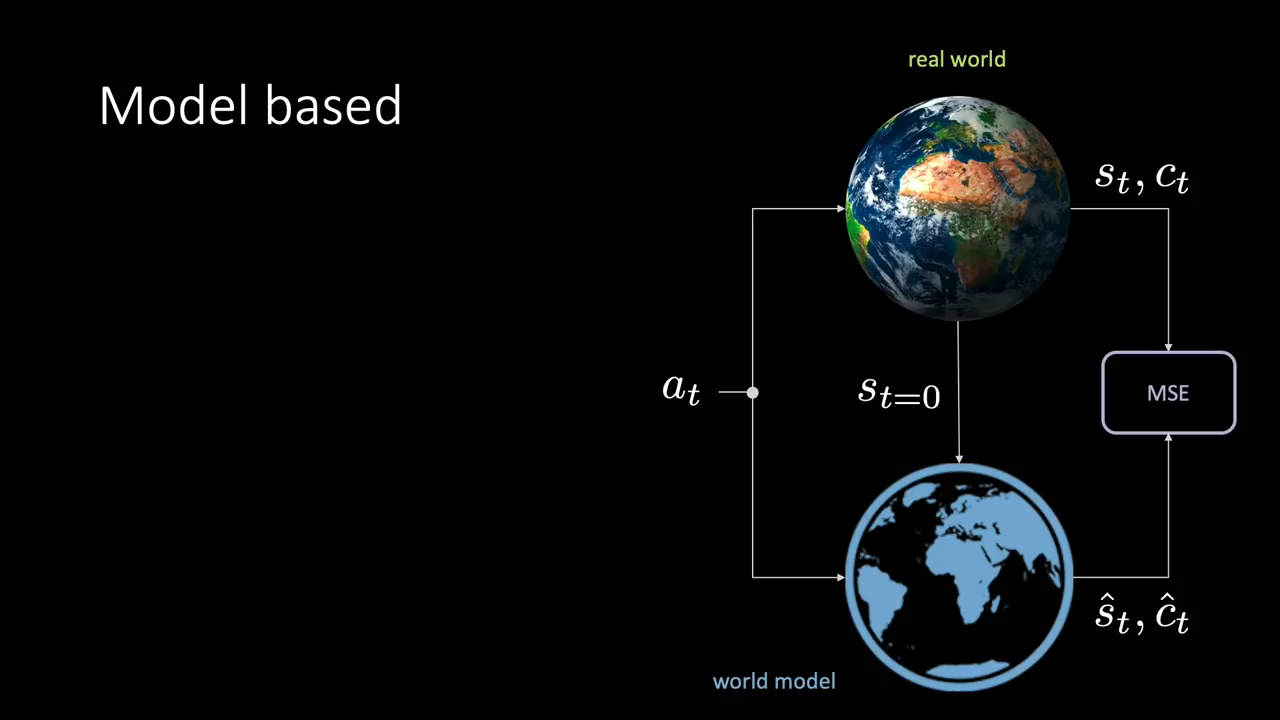 real world
Model based
s_t, c_t
a_t
s_{t=0}
MSE
ŝ_t, ĉ_t
world model